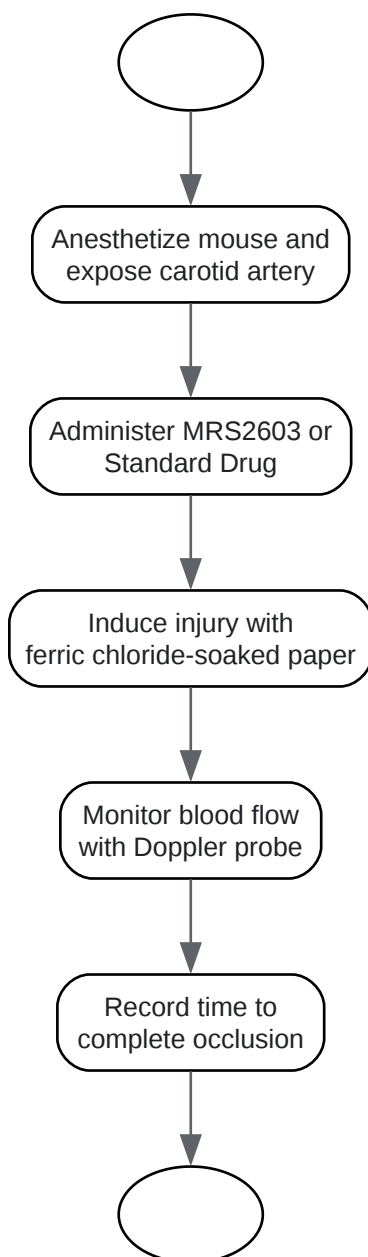 Anesthetize mouse and
expose carotid artery
Administer MRS2603 or
Standard Drug
Induce injury with
ferric chloride-soaked paper
Monitor blood flow
with Doppler probe
Record time to
complete occlusion